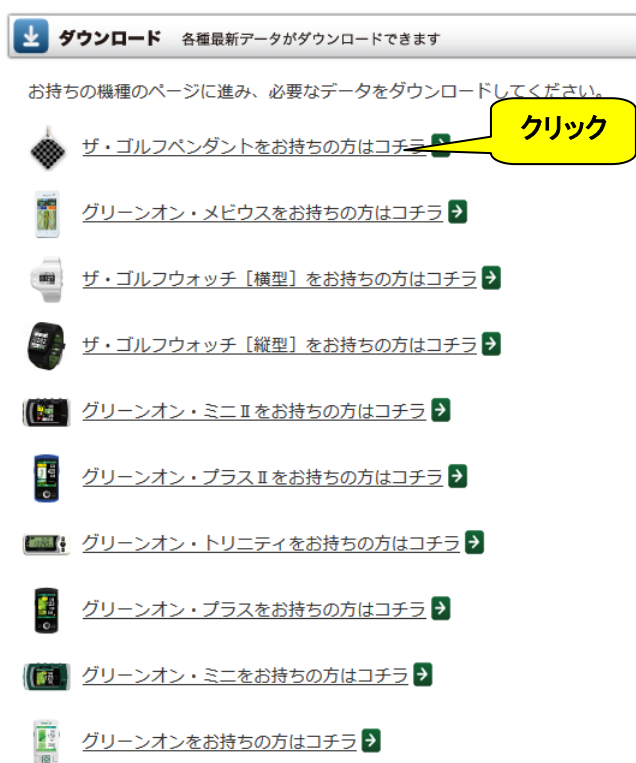 ダウンロード 各種最新データがダウンロードできます
お持ちの機種のページに進み、必要なデータをダウンロードしてください。
クリック
ザ・ゴルフペンダントをお持ちの方はコチラ
グリーンオン・メビウスをお持ちの方はコチラ
ザ・ゴルフウォッチ［横型］をお持ちの方はコチラ
ザ・ゴルフウォッチ［縦型］をお持ちの方はコチラ
グリーンオン・ミニⅡをお持ちの方はコチラ
グリーンオン・プラスⅡをお持ちの方はコチラ
グリーンオン・トリニティをお持ちの方はコチラ
グリーンオン・プラスをお持ちの方はコチラ
グリーンオン・ミニをお持ちの方はコチラ
グリーンオンをお持ちの方はコチラ